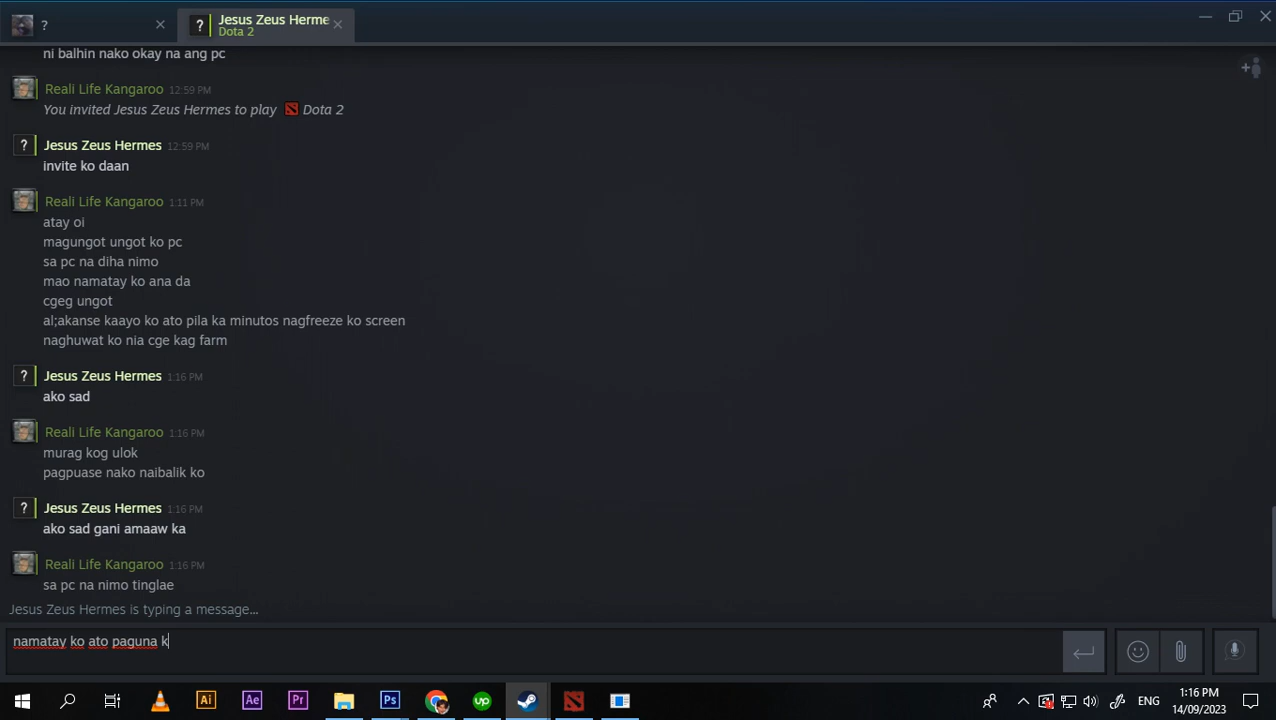 ?
Jesus Zeus Herme
Dota 2
ni balhin nako okay na ang pc
Reali Life Kangaroo 12:59 PM
You invited Jesus Zeus Hermes to play Dota 2
? Jesus Zeus Hermes 12:59 PM
invite ko daan
Reali Life Kangaroo 1:11 PM
atay oi
magungot ungot ko pc
sa pc na diha nimo
mao namatay ko ana da
cgeg ungot
al;akanse kaayo ko ato pila ka minutos nagfreeze ko screen
naghuwat ko nia cge kag farm
? Jesus Zeus Hermes 1:16 PM
ako sad
Reali Life Kangaroo 1:16 PM
murag kog ulok
pagpuase nako naibalik ko
? Jesus Zeus Hermes 1:16 PM
ako sad gani amaaw ka
Reali Life Kangaroo 1:16 PM
sa pc na nimo tinglae
Jesus Zeus Hermes is typing a message...
namatay ko ato paguna k
Ai Ae Pr Ps up ENG 1:16 PM
14/09/2023